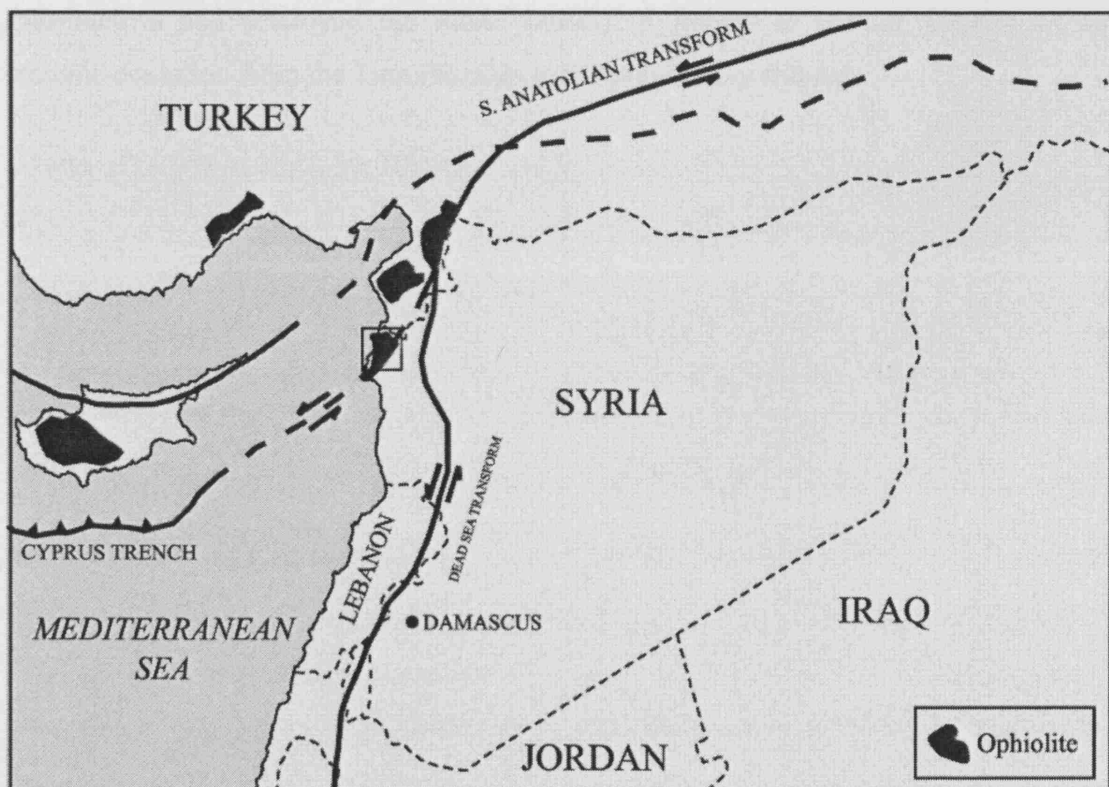 S. ANATOLIAN TRANSFORM
TURKEY
SYRIA
DEAD SEA TRANSFORM
CYPRUS TRENCH
LEBANON
DAMASCUS
IRAQ
MEDITERRANEAN
SEA
JORDAN
Ophiolite